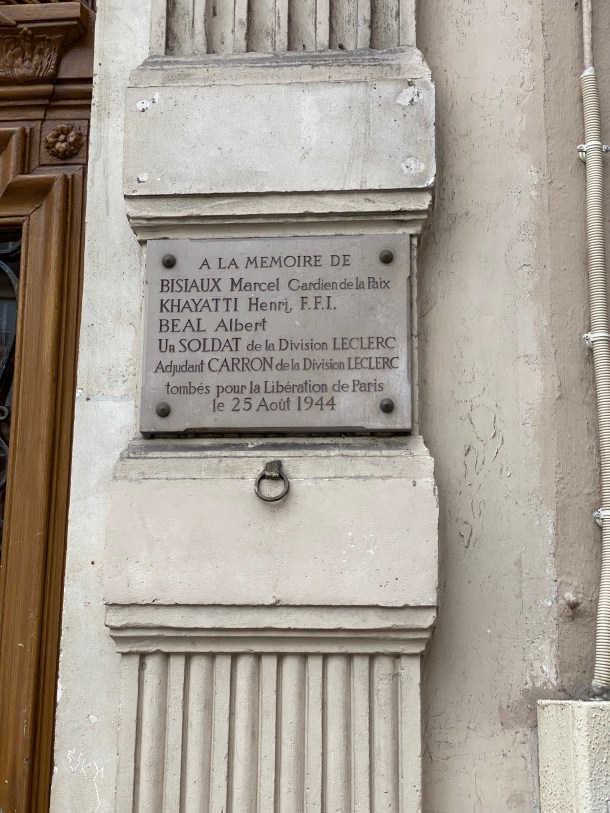 A LA MEMOIRE DE
BISIAUX Marcel Gardien de la Paix
KHAYATTI Henri, F.F.I.
BEAL Albert
Un SOLDAT de la Division LECLERC
Adjudant CARRON de la Division LECLERC
tombés pour la Libération de Paris
le 25 Août 1944